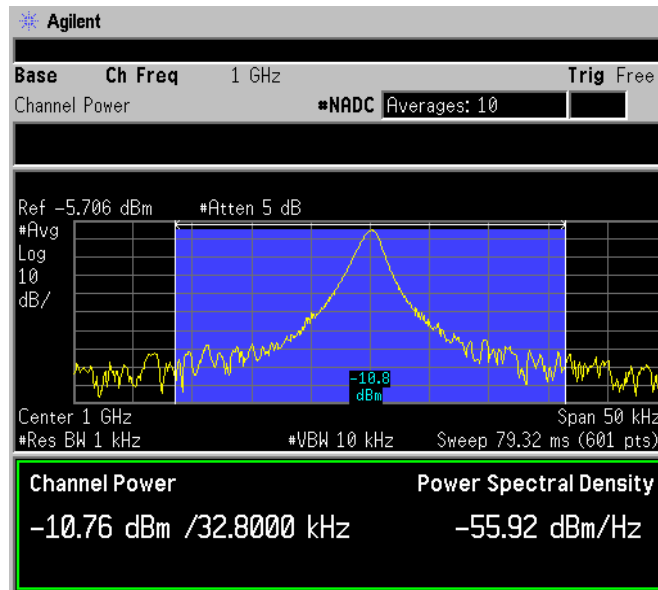 Agilent
Base Ch Freq 1 GHz Trig Free
Channel Power #NADC Averages: 10
Ref -5.706 dBm #Atten 5 dB
#Avg
Log
10
dB/
-10.8
dBm
Center 1 GHz Span 50 kHz
#Res BW 1 kHz #VBW 10 kHz Sweep 79.32 ms (601 pts)
Channel Power Power Spectral Density
-10.76 dBm /32.8000 kHz -55.92 dBm/Hz